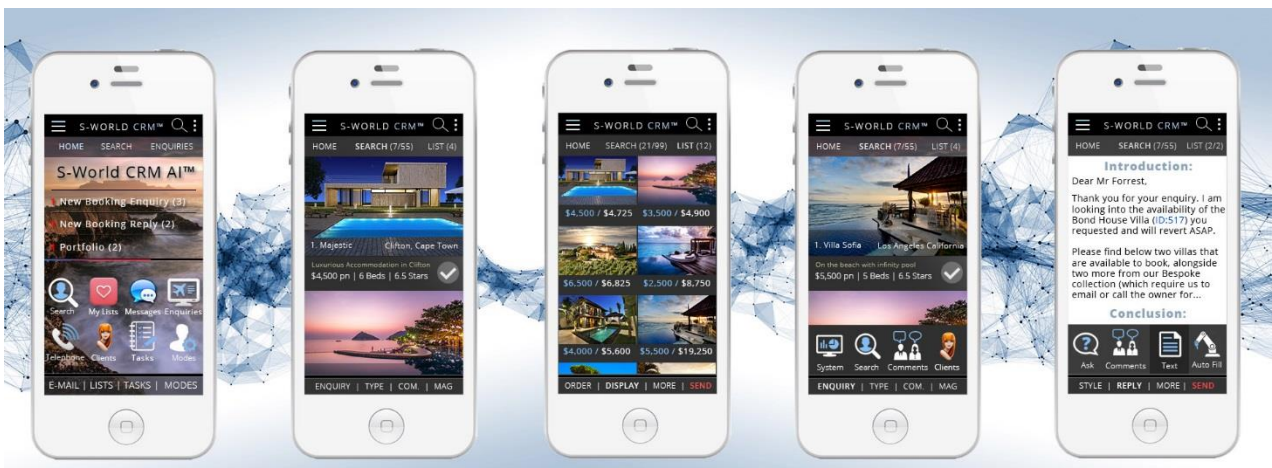 S-WORLD CRM™
HOME SEARCH ENQUIRIES
S-World CRM AI™
New Booking Enquiry (3)
New Booking Reply (2)
Portfolio (2)
Search My Lists Messages Enquiries
Telephone Clients Tasks Modes
E-MAIL | LISTS | TASKS | MODES
S-WORLD CRM™
HOME SEARCH (7/55) LIST (4)
1. Majestic Clifton, Cape Town
Luxurious Accommodation in Clifton
$4,500 pn | 6 Beds | 6.5 Stars
ENQUIRY | TYPE | COM. | MAG
S-WORLD CRM™
HOME SEARCH (21/99) LIST (12)
$4,500 / $4,725 $3,500 / $4,900
$6,500 / $6,825 $2,500 / $8,750
$4,000 / $5,600 $5,500 / $19,250
ORDER | DISPLAY | MORE | SEND
S-WORLD CRM™
HOME SEARCH (7/55) LIST (4)
1. Villa Sofia Los Angeles California
On the beach with infinity pool
$5,500 pn | 5 Beds | 6.5 Stars
System Search Comments Clients
ENQUIRY | TYPE | COM. | MAG
S-WORLD CRM™
HOME SEARCH (7/55) LIST (2/2)
Introduction:
Dear Mr Forrest,
Thank you for your enquiry. I am
looking into the availability of the
Bond House Villa (ID:517) you
requested and will revert ASAP.
Please find below two villas that
are available to book, alongside
two more from our Bespoke
collection (which require us to
email or call the owner for...
Conclusion:
Ask Comments Text Auto Fill
STYLE | REPLY | MORE | SEND